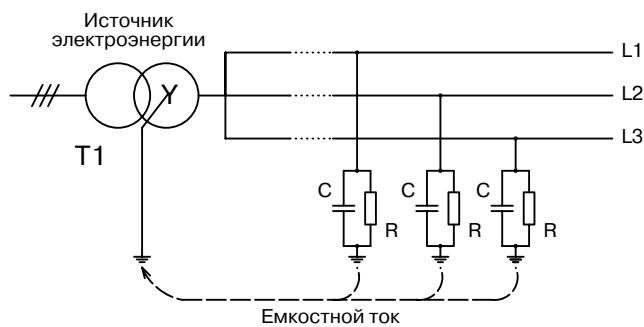 Источник
электроэнергии
L1
Y
L2
T1
L3
C
C
C
R
R
R
Емкостной ток